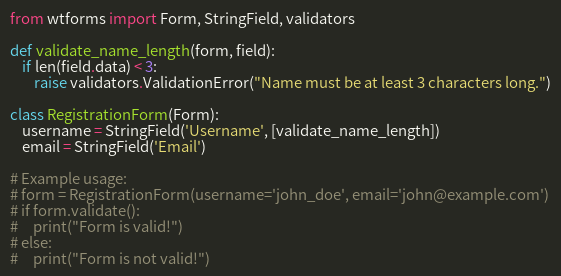 from wtforms import Form, StringField, validators

def validate_name_length(form, field):
    if len(field.data) < 3:
        raise validators.ValidationError("Name must be at least 3 characters long.")

class RegistrationForm(Form):
    username = StringField('Username', [validate_name_length])
    email = StringField('Email')

# Example usage:
# form = RegistrationForm(username='john_doe', email='john@example.com')
# if form.validate():
#     print("Form is valid!")
# else:
#     print("Form is not valid!")